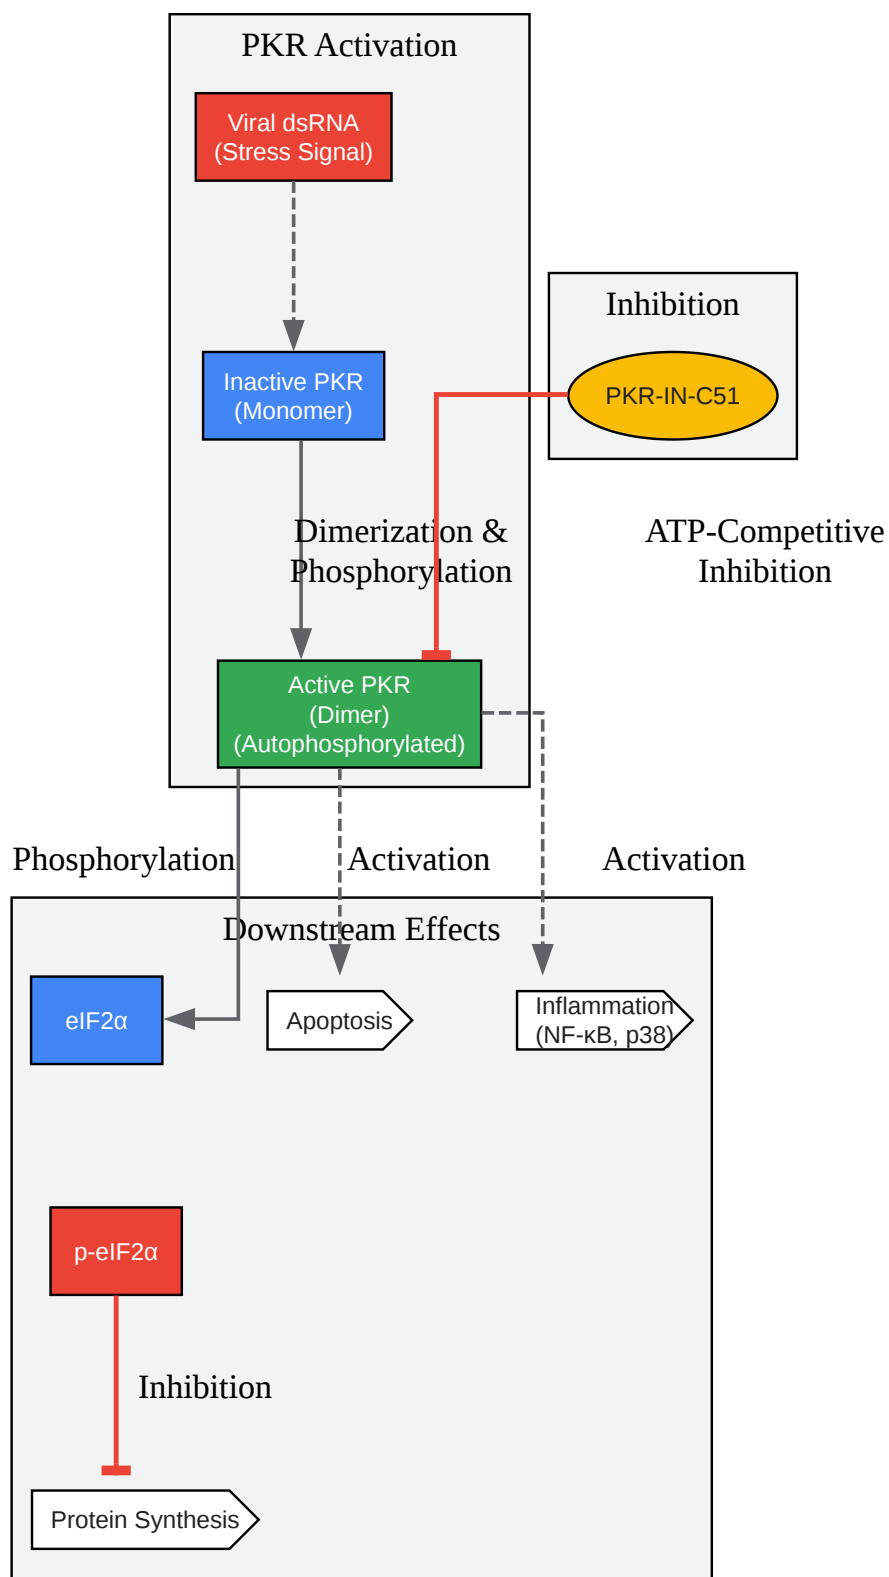 PKR Activation
Viral dsRNA
(Stress Signal)
Inhibition
Inactive PKR
(Monomer)
PKR-IN-C51
Dimerization &
Phosphorylation
ATP-Competitive
Inhibition
Active PKR
(Dimer)
(Autophosphorylated)
Phosphorylation
Activation
Activation
Downstream Effects
eIF2α
Apoptosis
Inflammation
(NF-κB, p38)
p-eIF2α
Inhibition
Protein Synthesis